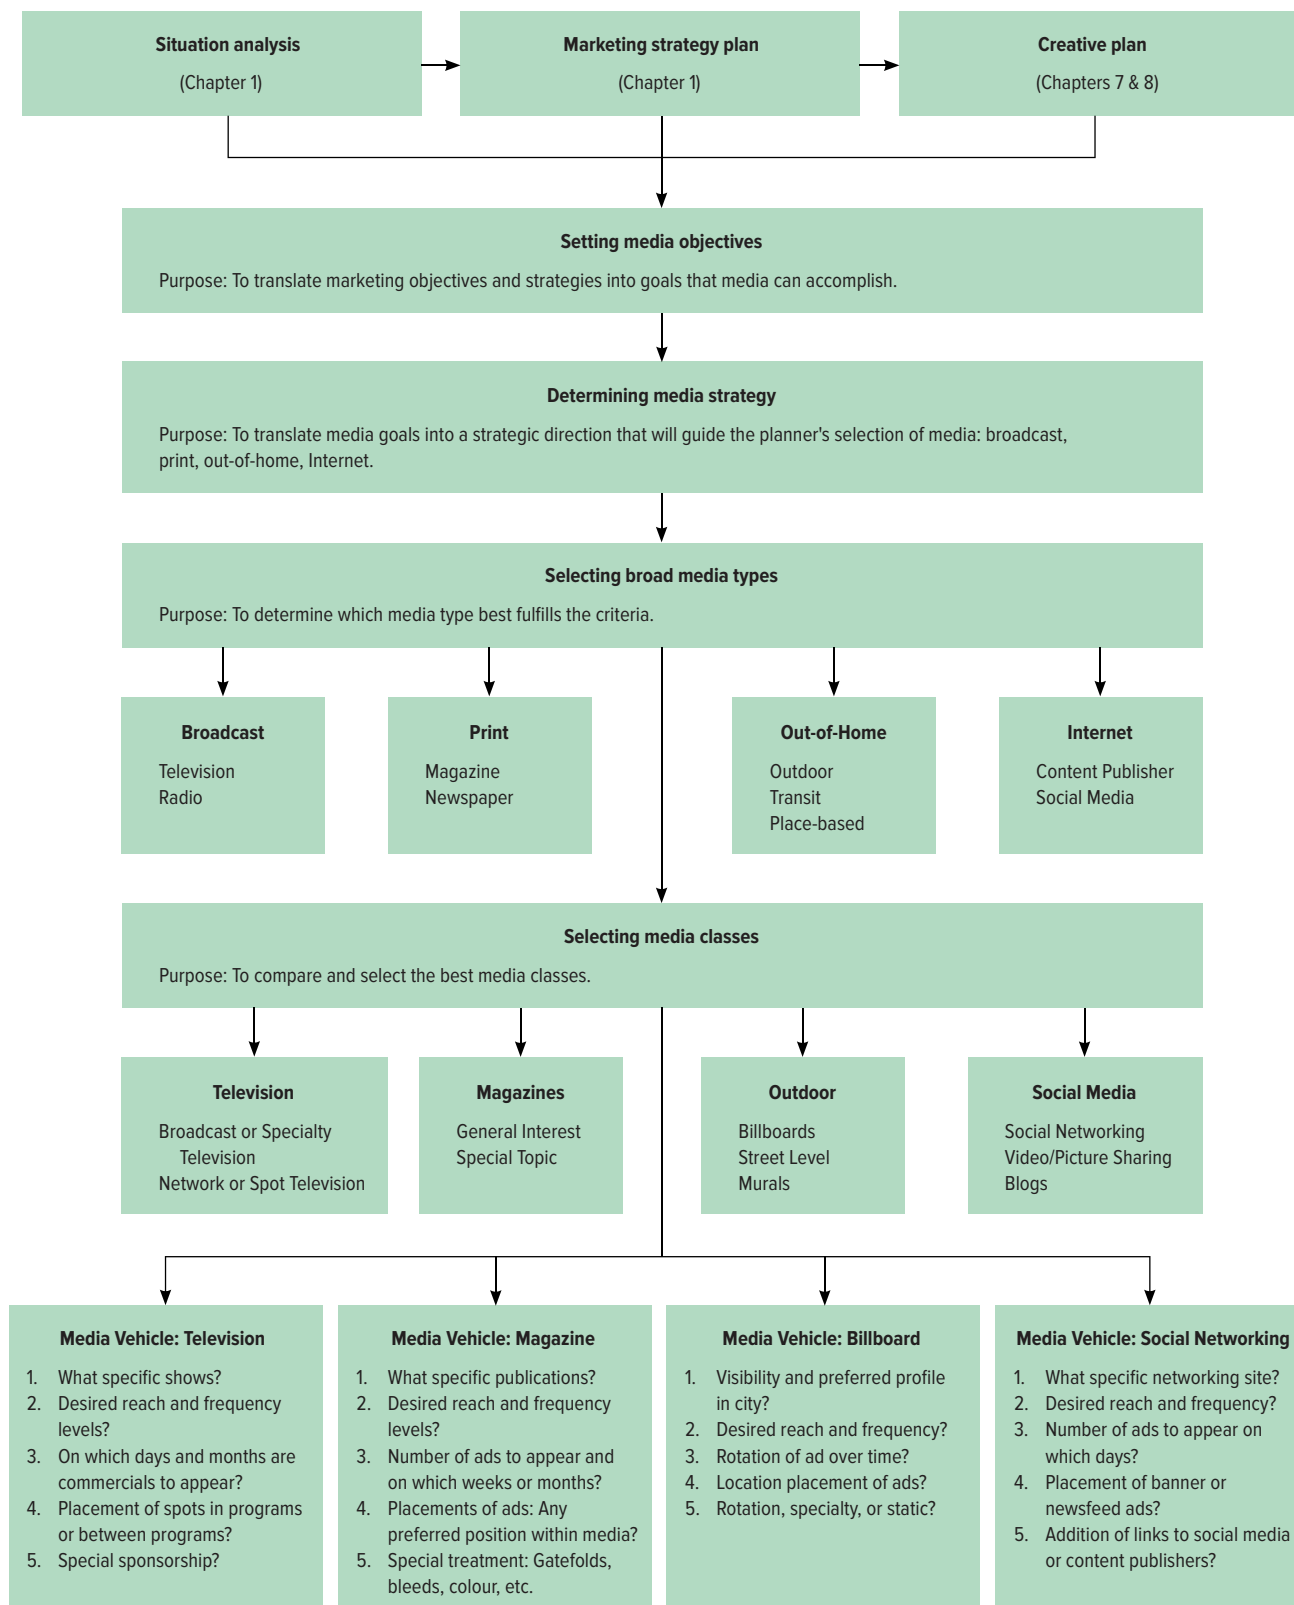 Situation analysis
(Chapter 1)
Marketing strategy plan
(Chapter 1)
Creative plan
(Chapters 7 & 8)
Setting media objectives
Purpose: To translate marketing objectives and strategies into goals that media can accomplish.
Determining media strategy
Purpose: To translate media goals into a strategic direction that will guide the planner's selection of media: broadcast,
print, out-of-home, Internet.
Selecting broad media types
Purpose: To determine which media type best fulfills the criteria.
Broadcast
Television
Radio
Print
Magazine
Newspaper
Out-of-Home
Outdoor
Transit
Place-based
Internet
Content Publisher
Social Media
Selecting media classes
Purpose: To compare and select the best media classes.
Television
Broadcast or Specialty
Television
Network or Spot Television
Magazines
General Interest
Special Topic
Outdoor
Billboards
Street Level
Murals
Social Media
Social Networking
Video/Picture Sharing
Blogs
Media Vehicle: Television
1. What specific shows?
2. Desired reach and frequency
levels?
3. On which days and months are
commercials to appear?
4. Placement of spots in programs
or between programs?
5. Special sponsorship?
Media Vehicle: Magazine
1. What specific publications?
2. Desired reach and frequency
levels?
3. Number of ads to appear and
on which weeks or months?
4. Placements of ads: Any
preferred position within media?
5. Special treatment: Gatefolds,
bleeds, colour, etc.
Media Vehicle: Billboard
1. Visibility and preferred profile
in city?
2. Desired reach and frequency?
3. Rotation of ad over time?
4. Location placement of ads?
5. Rotation, specialty, or static?
Media Vehicle: Social Networking
1. What specific networking site?
2. Desired reach and frequency?
3. Number of ads to appear on
which days?
4. Placement of banner or
newsfeed ads?
5. Addition of links to social media
or content publishers?